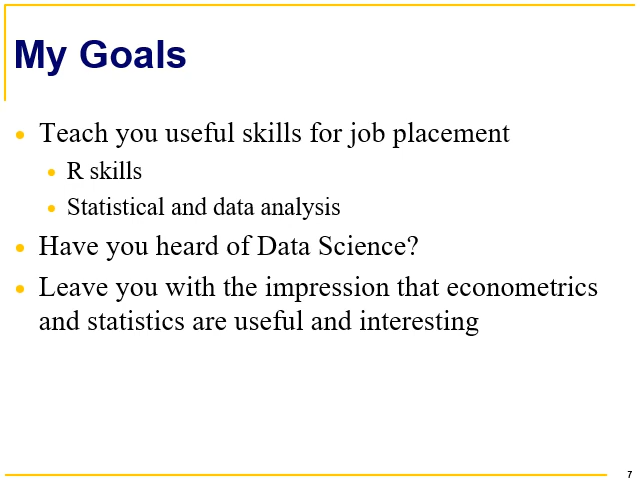 My Goals
Teach you useful skills for job placement
R skills
Statistical and data analysis
Have you heard of Data Science?
Leave you with the impression that econometrics
and statistics are useful and interesting
7